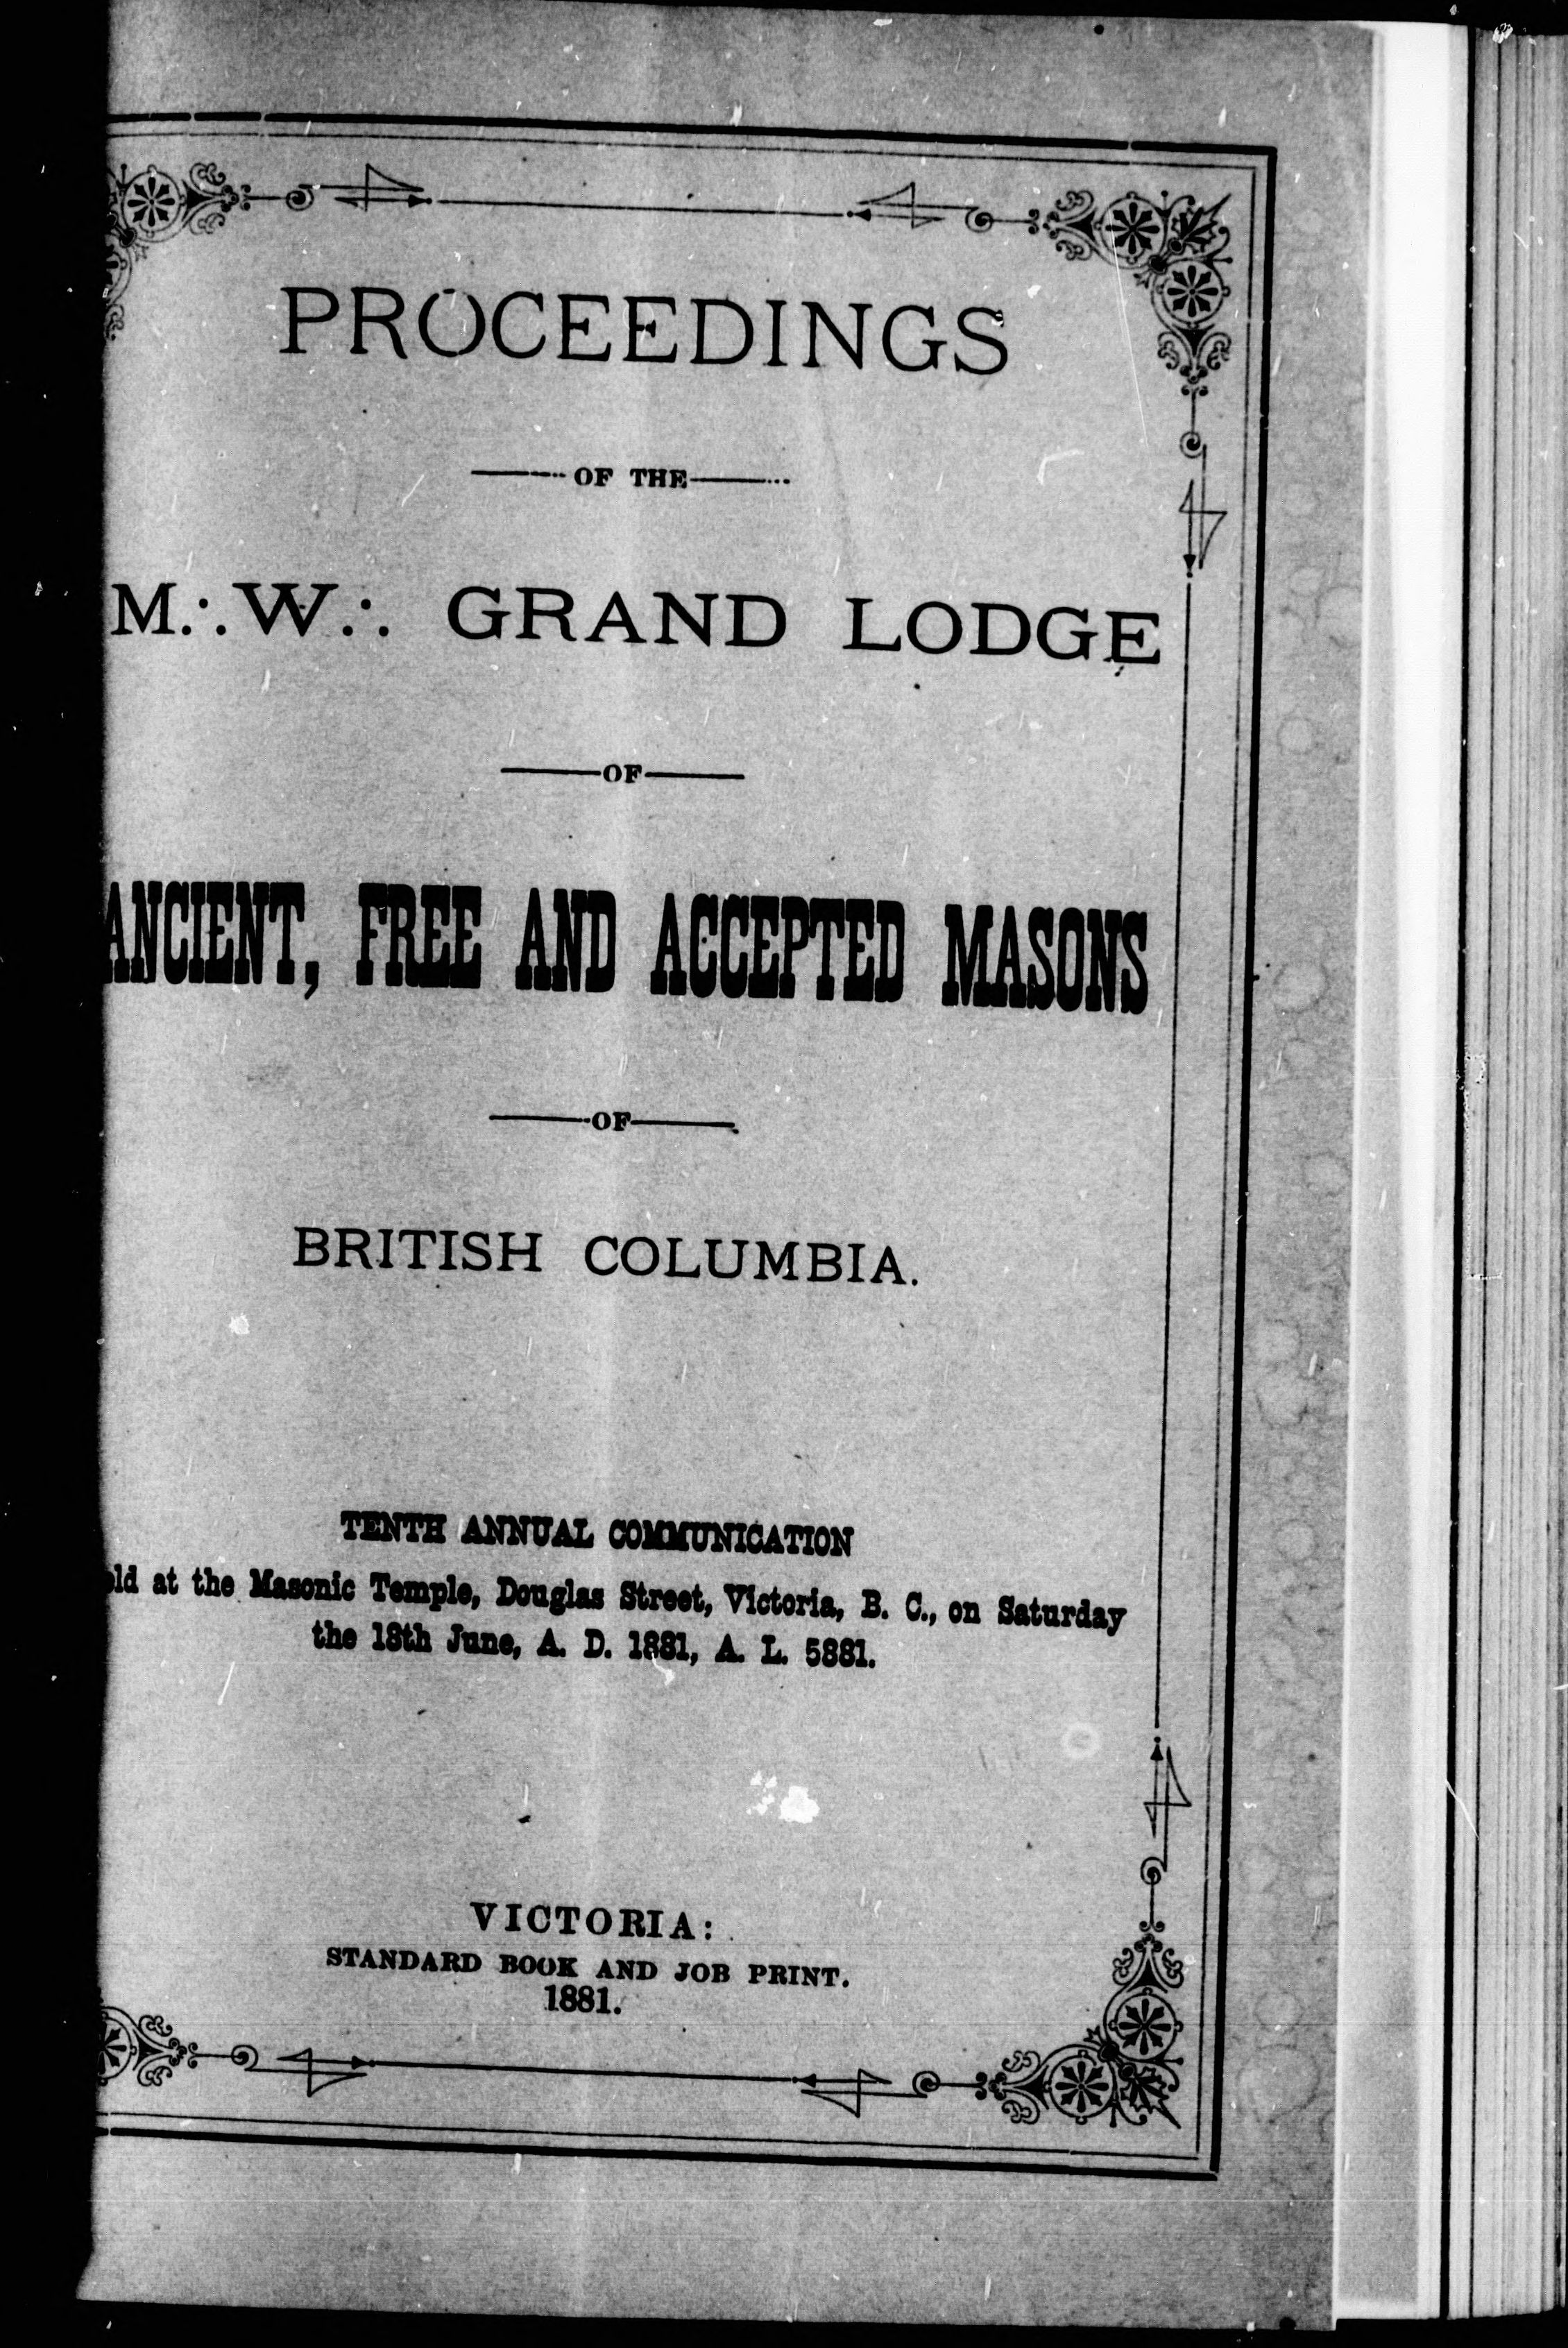 PROCEEDINGS
OF THE
M∴W∴ GRAND LODGE
OF
ANCIENT, FREE AND ACCEPTED MASONS
OF
BRITISH COLUMBIA.
TENTH ANNUAL COMMUNICATION
eld at the Masonic Temple, Douglas Street, Victoria, B. C., on Saturday
the 18th June, A. D. 1881, A. L. 5881.
VICTORIA:
STANDARD BOOK AND JOB PRINT.
1881.